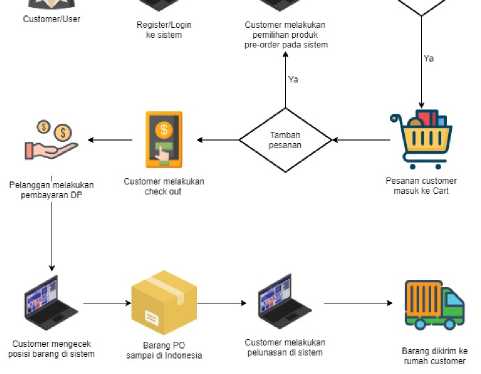 Customer/User
Register/Login
ke sistem
Customer melakukan
pemilihan produk
pre-order pada sistem
Ya
Ya
Tambah
pesanan
Pelanggan melakukan
pembayaran DP
Customer melakukan
check out
Pesanan customer
masuk ke Cart
Customer mengecek
posisi barang di sistem
Barang PO
sampai di Indonesia
Customer melakukan
pelunasan di sistem
Barang dikirim ke
rumah customer